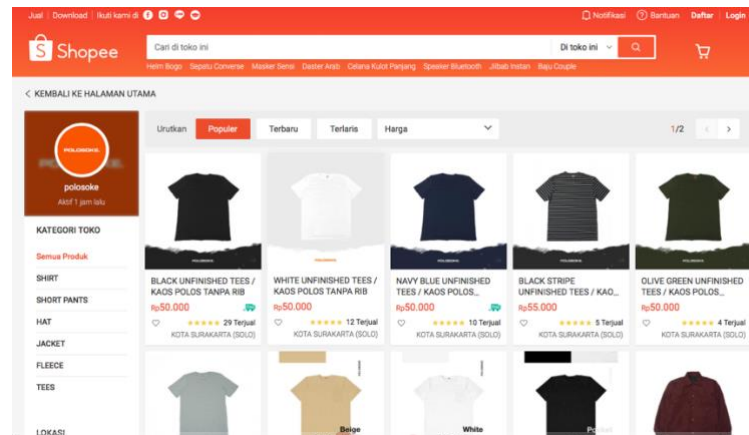 Jual | Download | Ikuti kami di
Notifikasi Bantuan Daftar Login
Shopee
Cari di toko ini
Di toko ini
Helm Bogo Sepatu Converse Masker Sensi Daster Arab Celana Kulot Panjang Speaker Bluetooth Jilbab Instan Baju Couple
KEMBALI KE HALAMAN UTAMA
POLOSOKE.
polosoke
Aktif 1 jam lalu
KATEGORI TOKO
Semua Produk
SHIRT
SHORT PANTS
HAT
JACKET
FLEECE
TEES
LOKASI
Urutkan Populer Terbaru Terlaris Harga
1/2
BLACK UNFINISHED TEES /
KAOS POLOS TANPA RIB
Rp50.000
29 Terjual
KOTA SURAKARTA (SOLO)
WHITE UNFINISHED TEES /
KAOS POLOS TANPA RIB
Rp50.000
12 Terjual
KOTA SURAKARTA (SOLO)
NAVY BLUE UNFINISHED
TEES / KAOS POLOS...
Rp50.000
10 Terjual
KOTA SURAKARTA (SOLO)
BLACK STRIPE
UNFINISHED TEES / KAO...
Rp55.000
5 Terjual
KOTA SURAKARTA (SOLO)
OLIVE GREEN UNFINISHED
TEES / KAOS POLOS...
Rp50.000
4 Terjual
KOTA SURAKARTA (SOLO)
Beige
White